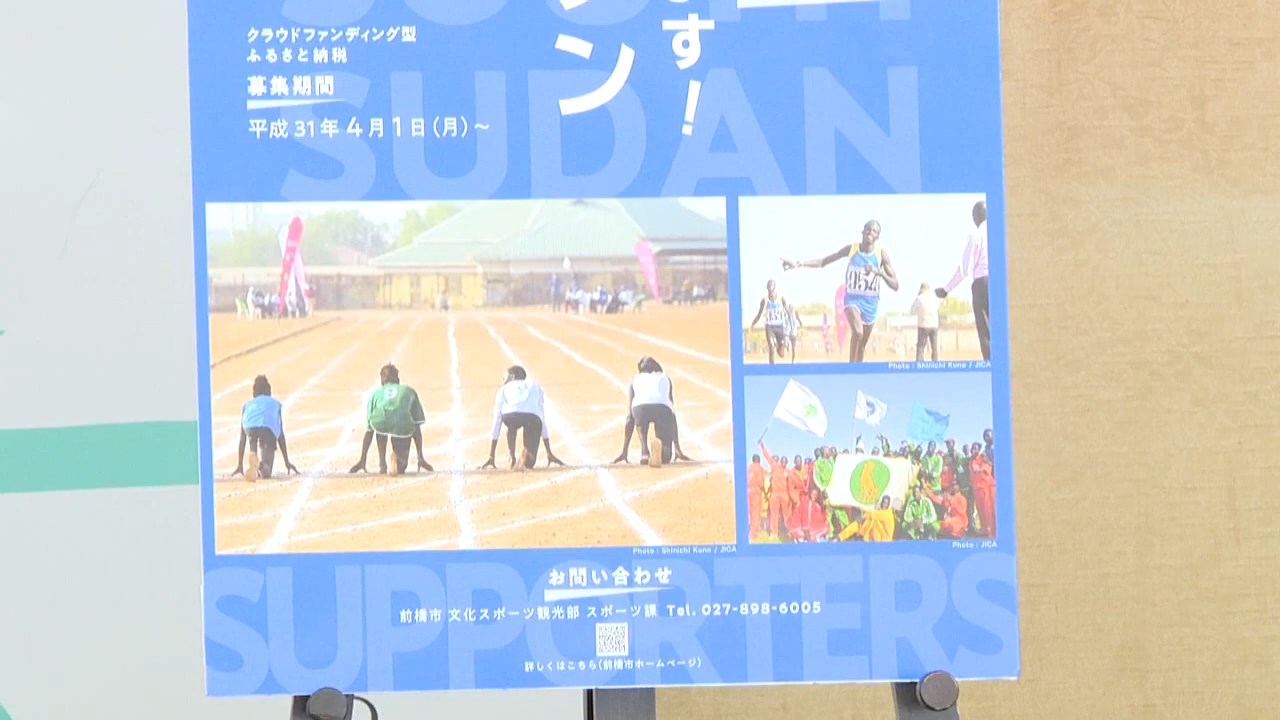 クラウドファンディング型
ふるさと納税
募集期間
平成31年4月1日(月)~
ン
す!
SUDAN
954
Photo : Shinichi Kuno / JICA
Photo : Shinichi Kuno / JICA
Photo : JICA
SUPPORTERS
お問い合わせ
前橋市 文化スポーツ観光部 スポーツ課 Tel. 027-898-6005
詳しくはこちら(前橋市ホームページ)